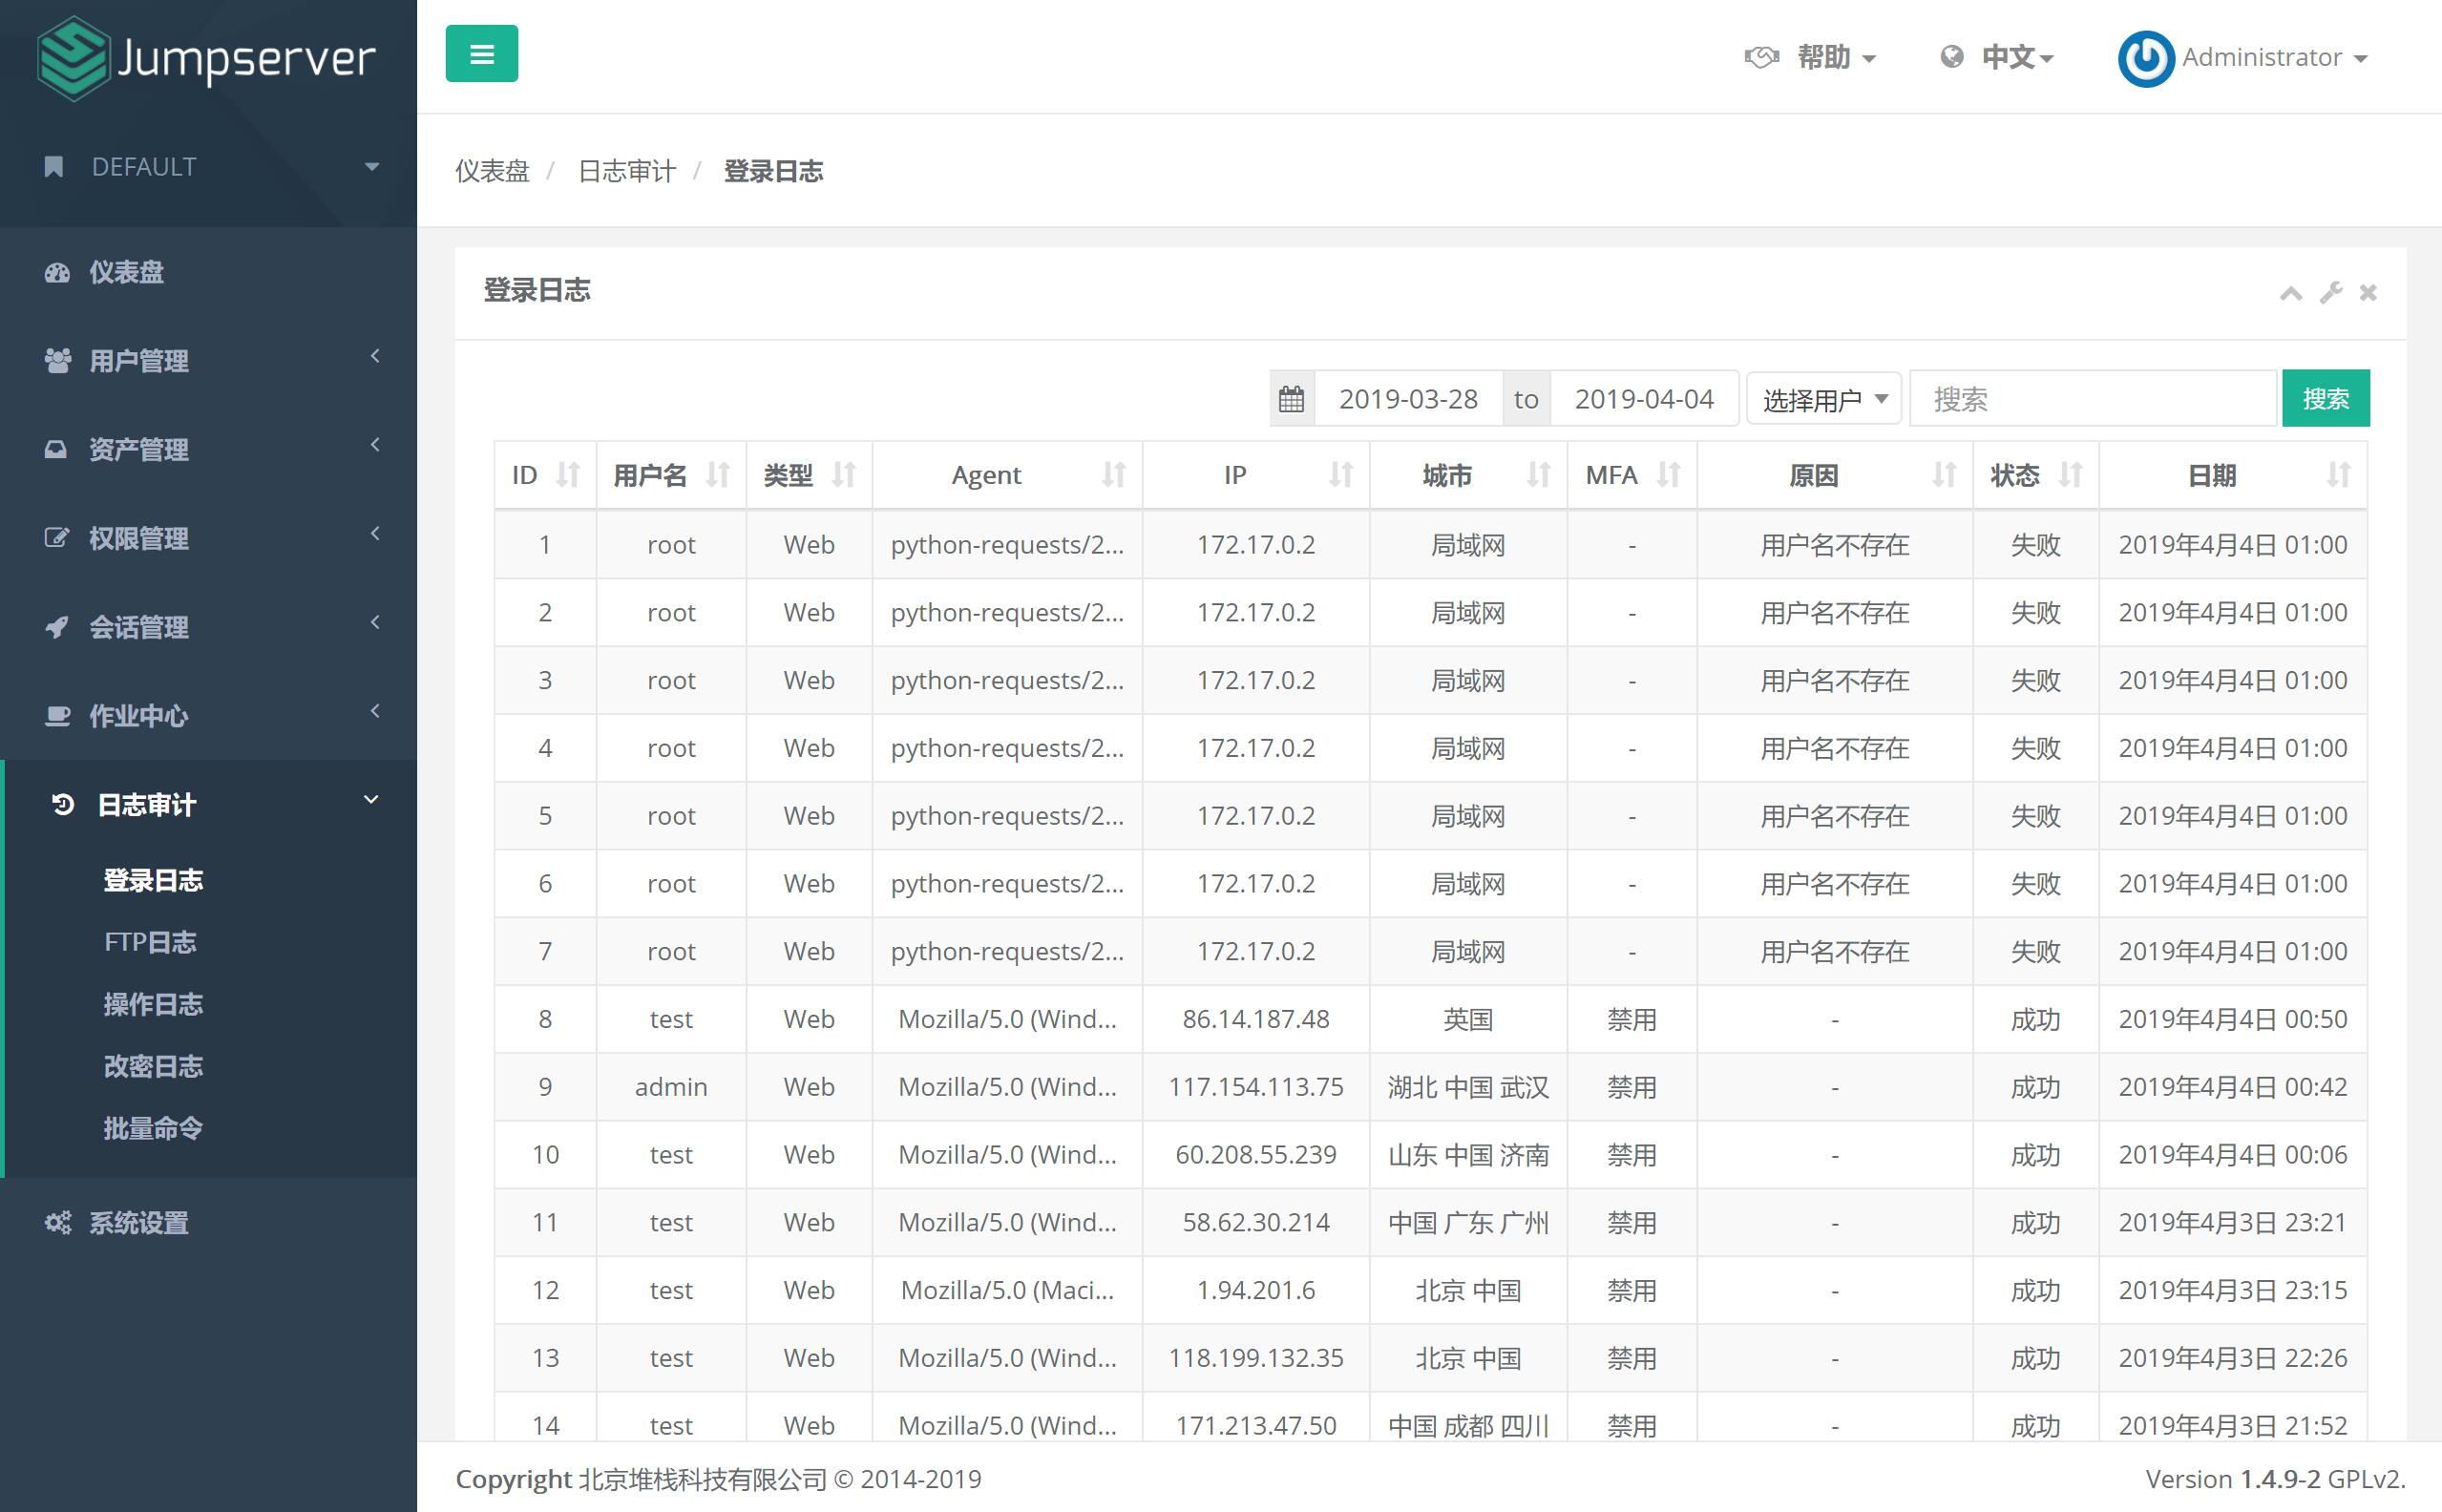 Jumpserver
帮助
中文
Administrator
DEFAULT
仪表盘
用户管理
资产管理
权限管理
会话管理
作业中心
日志审计
登录日志
FTP日志
操作日志
改密日志
批量命令
系统设置
仪表盘 / 日志审计 / 登录日志
登录日志
2019-03-28 to 2019-04-04 选择用户 搜索 搜索
ID 用户名 类型 Agent IP 城市 MFA 原因 状态 日期
1 root Web python-requests/2... 172.17.0.2 局域网 - 用户名不存在 失败 2019年4月4日 01:00
2 root Web python-requests/2... 172.17.0.2 局域网 - 用户名不存在 失败 2019年4月4日 01:00
3 root Web python-requests/2... 172.17.0.2 局域网 - 用户名不存在 失败 2019年4月4日 01:00
4 root Web python-requests/2... 172.17.0.2 局域网 - 用户名不存在 失败 2019年4月4日 01:00
5 root Web python-requests/2... 172.17.0.2 局域网 - 用户名不存在 失败 2019年4月4日 01:00
6 root Web python-requests/2... 172.17.0.2 局域网 - 用户名不存在 失败 2019年4月4日 01:00
7 root Web python-requests/2... 172.17.0.2 局域网 - 用户名不存在 失败 2019年4月4日 01:00
8 test Web Mozilla/5.0 (Wind... 86.14.187.48 英国 禁用 - 成功 2019年4月4日 00:50
9 admin Web Mozilla/5.0 (Wind... 117.154.113.75 湖北 中国 武汉 禁用 - 成功 2019年4月4日 00:42
10 test Web Mozilla/5.0 (Wind... 60.208.55.239 山东 中国 济南 禁用 - 成功 2019年4月4日 00:06
11 test Web Mozilla/5.0 (Wind... 58.62.30.214 中国 广东 广州 禁用 - 成功 2019年4月3日 23:21
12 test Web Mozilla/5.0 (Maci... 1.94.201.6 北京 中国 禁用 - 成功 2019年4月3日 23:15
13 test Web Mozilla/5.0 (Wind... 118.199.132.35 北京 中国 禁用 - 成功 2019年4月3日 22:26
14 test Web Mozilla/5.0 (Wind... 171.213.47.50 中国 成都 四川 禁用 - 成功 2019年4月3日 21:52
Copyright 北京堆栈科技有限公司 © 2014-2019
Version 1.4.9-2 GPLv2.